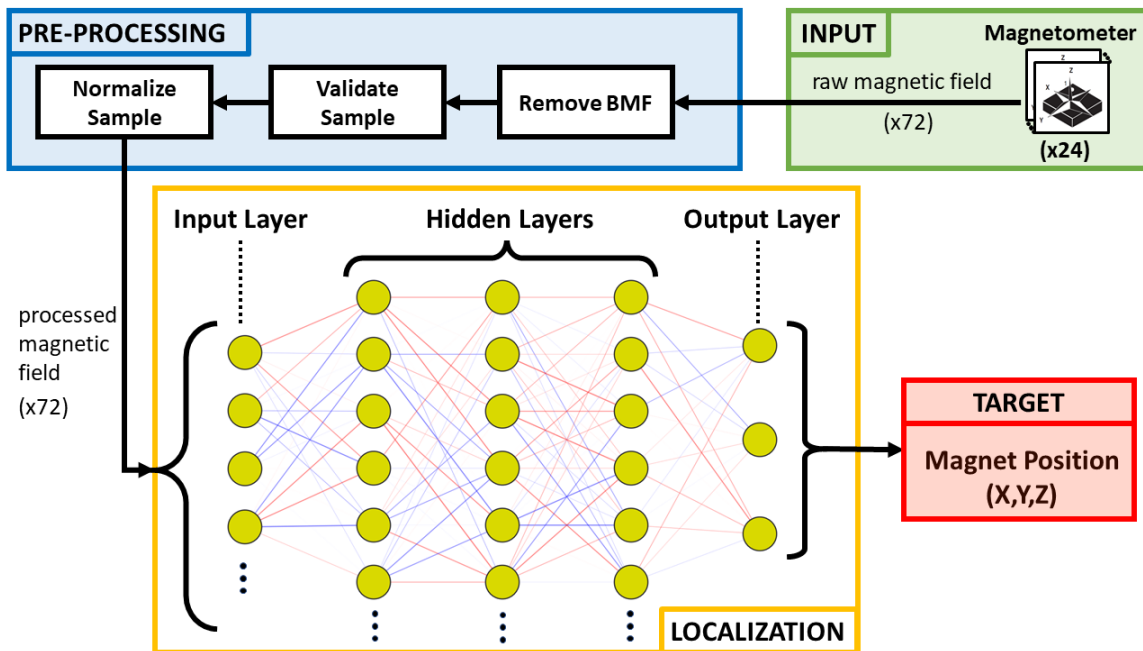 PRE-PROCESSING
Normalize
Sample
Validate
Sample
Remove BMF
INPUT
Magnetometer
raw magnetic field
(x72)
Z
X
Y
(x24)
processed
magnetic
field
(x72)
Input Layer
Hidden Layers
Output Layer
LOCALIZATION
TARGET
Magnet Position
(X,Y,Z)